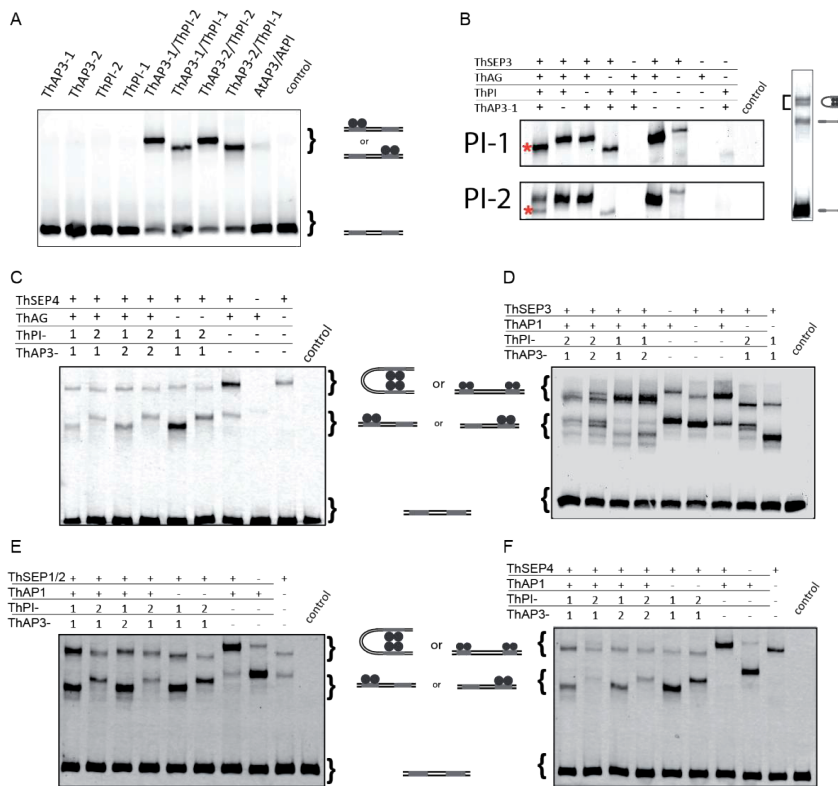 A
ThAP3-1
ThAP3-2
ThPI-2
ThPI-1
ThAP3-1/ThPI-2
ThAP3-1/ThPI-1
ThAP3-2/ThPI-2
ThAP3-2/ThPI-1
AtAP3/AtPI
control
or
B
ThSEP3 + + + + - + + - -
ThAG + + + - + + - + -
ThPI + + - + + - - - +
ThAP3-1 + - + + + - - - +
control
PI-1
*
PI-2
*
C
ThSEP4 + + + + + + + - +
ThAG + + + + - - + + -
ThPI- 1 2 1 2 1 2 - - -
ThAP3- 1 1 2 2 1 1 - - -
control
or
or
D
ThSEP3 + + + + - + + + +
ThAP1 + + + + + - + - -
ThPI- 2 2 1 1 - - - 2 1
ThAP3- 1 2 1 2 - - - 1 1
control
E
ThSEP1/2 + + + + + + + - +
ThAP1 + + + + - - + + -
ThPI- 1 2 1 2 1 2 - - -
ThAP3- 1 1 2 1 1 1 - - -
control
or
or
F
ThSEP4 + + + + + + + - +
ThAP1 + + + + - - + + -
ThPI- 1 2 1 2 1 2 - - -
ThAP3- 1 1 2 2 1 1 - - -
control